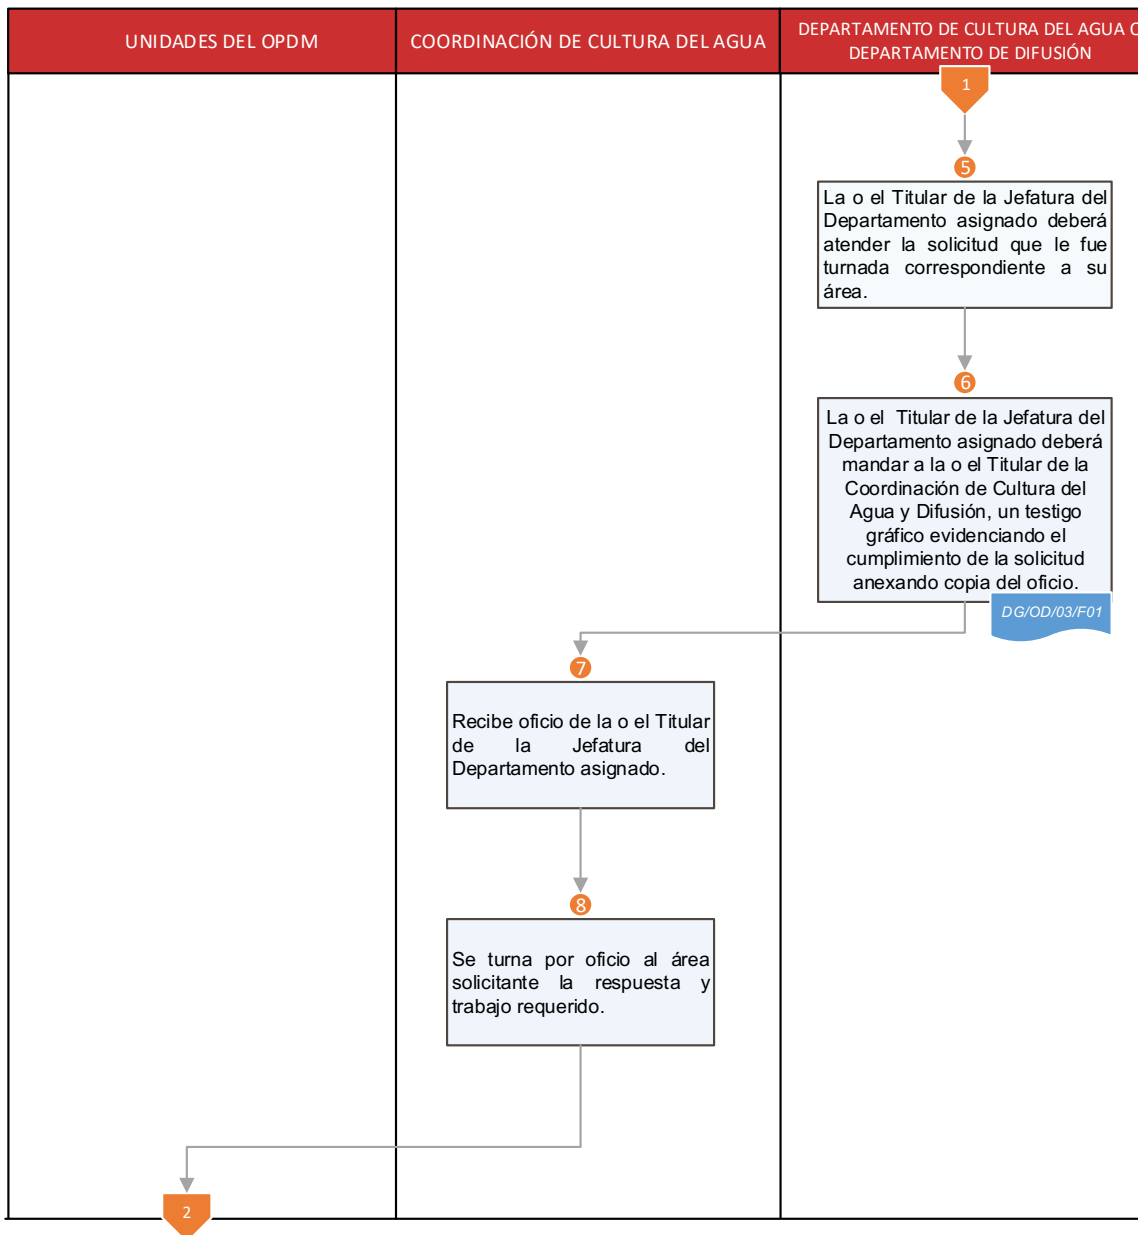 UNIDADES DEL OPDM
COORDINACIÓN DE CULTURA DEL AGUA
DEPARTAMENTO DE CULTURA DEL AGUA O
DEPARTAMENTO DE DIFUSIÓN
1
5
La o el Titular de la Jefatura del
Departamento asignado deberá
atender la solicitud que le fue
turnada correspondiente a su
área.
6
La o el Titular de la Jefatura del
Departamento asignado deberá
mandar a la o el Titular de la
Coordinación de Cultura del
Agua y Difusión, un testigo
gráfico evidenciando el
cumplimiento de la solicitud
anexando copia del oficio.
DG/OD/03/F01
7
Recibe oficio de la o el Titular
de la Jefatura del
Departamento asignado.
8
Se turna por oficio al área
solicitante la respuesta y
trabajo requerido.
2